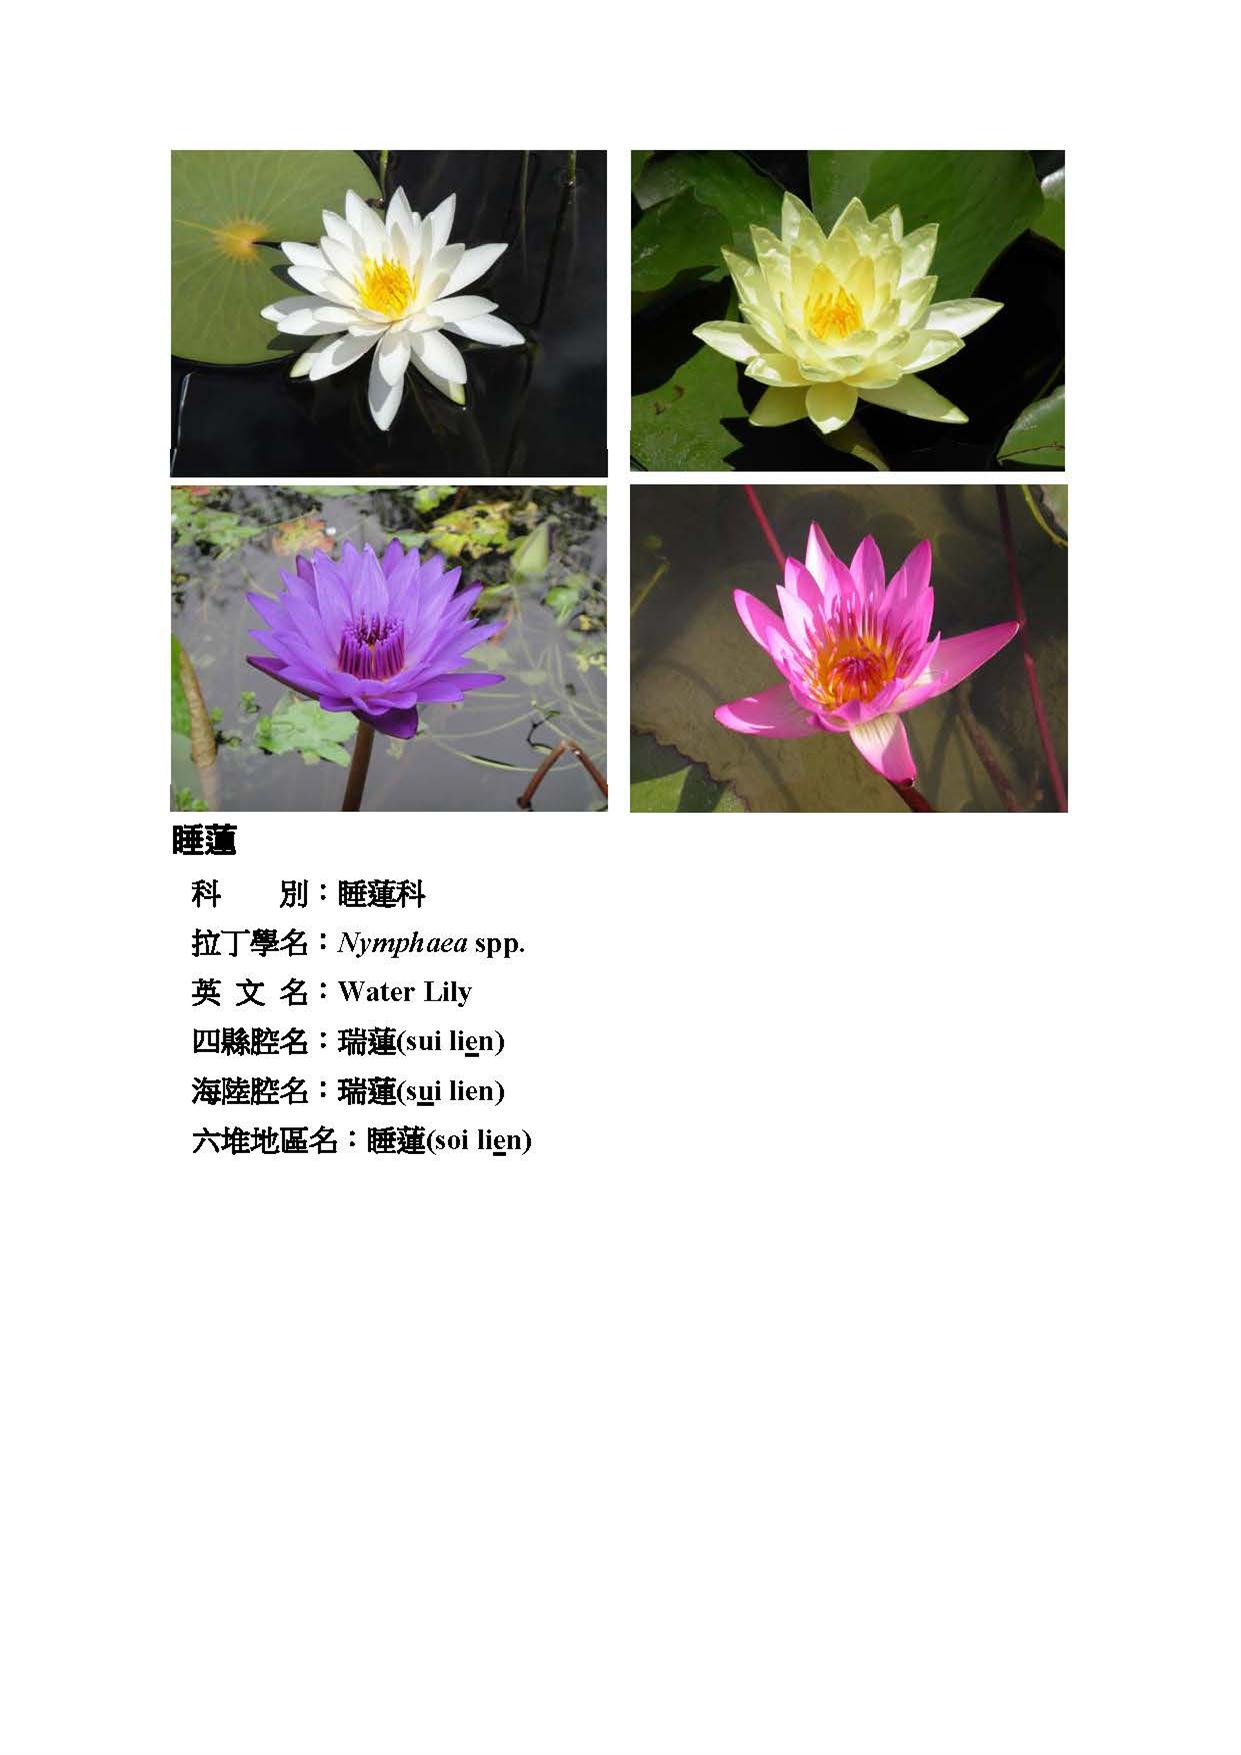 睡蓮
科　　別：睡蓮科
拉丁學名：Nymphaea spp.
英 文 名：Water Lily
四縣腔名：瑞蓮(sui lien)
海陸腔名：瑞蓮(sui lien)
六堆地區名：睡蓮(soi lien)